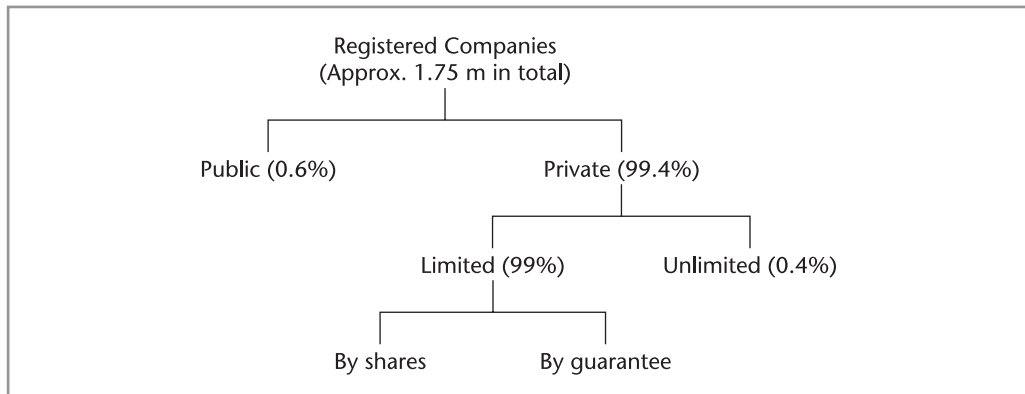 Registered Companies
(Approx. 1.75 m in total)
Public (0.6%)
Private (99.4%)
Limited (99%)
Unlimited (0.4%)
By shares
By guarantee